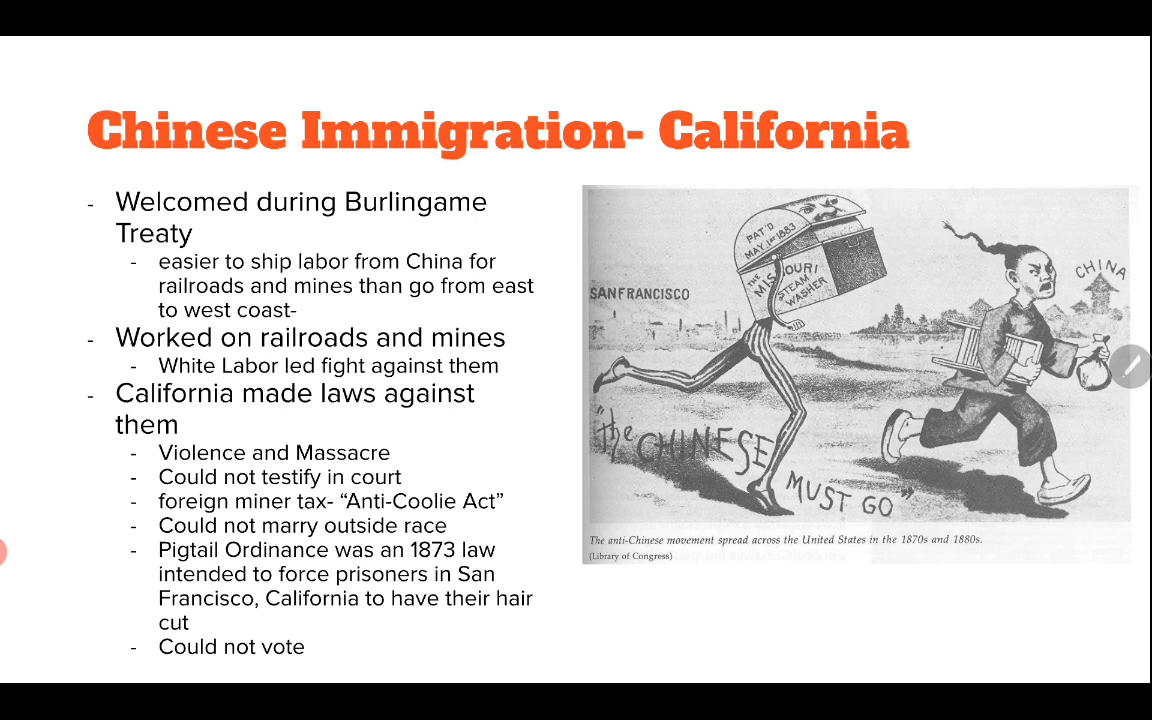 Chinese Immigration- California
- Welcomed during Burlingame
Treaty
- easier to ship labor from China for
railroads and mines than go from east
to west coast-
- Worked on railroads and mines
- White Labor led fight against them
- California made laws against
them
- Violence and Massacre
- Could not testify in court
- foreign miner tax- “Anti-Coolie Act”
- Could not marry outside race
- Pigtail Ordinance was an 1873 law
intended to force prisoners in San
Francisco, California to have their hair
cut
- Could not vote
PAT'D
MAY. 1st 1883
THE MISSOURI
STEAM
WASHER
SANFRANCISCO
CHINA
"the CHINESE
MUST GO"
The anti-Chinese movement spread across the United States in the 1870s and 1880s.
(Library of Congress)